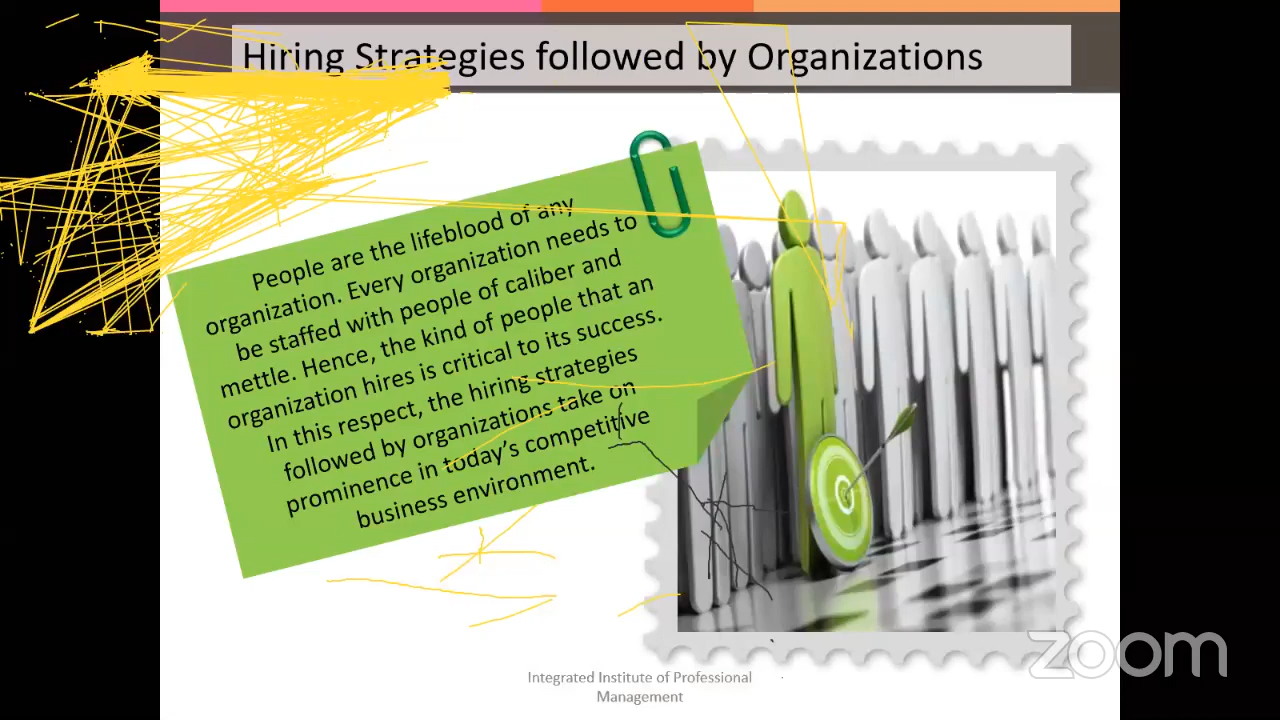 Hiring Strategies followed by Organizations
People are the lifeblood of any
organization. Every organization needs to
be staffed with people of caliber and
mettle. Hence, the kind of people that an
organization hires is critical to its success.
In this respect, the hiring strategies
followed by organizations take on
prominence in today's competitive
business environment.
Integrated Institute of Professional
Management
zoom